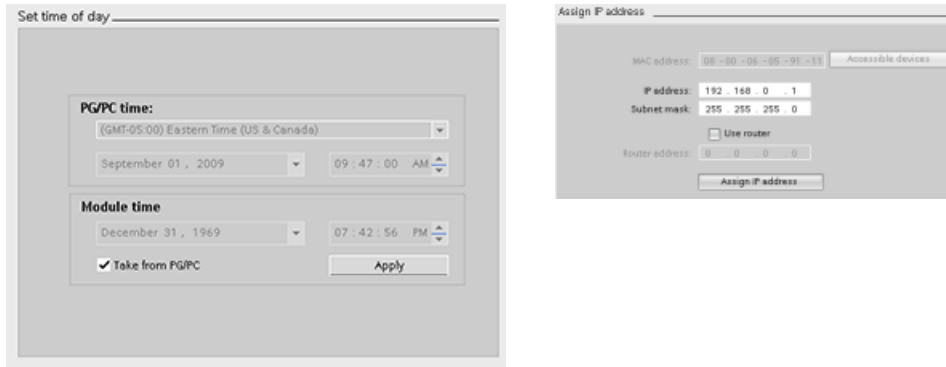 Set time of day
PG/PC time:
(GMT-05:00) Eastern Time (US & Canada)
September 01 , 2009
09 : 47 : 00 AM
Module time
December 31 , 1969
07 : 42 : 56 PM
Take from PG/PC
Apply
Assign IP address
MAC address: 08 - 00 - 06 - 05 - 91 - 11 Accessible devices
IP address: 192 . 168 . 0 . 1
Subnet mask: 255 . 255 . 255 . 0
Use router
Router address: 0 . 0 . 0 . 0
Assign IP address